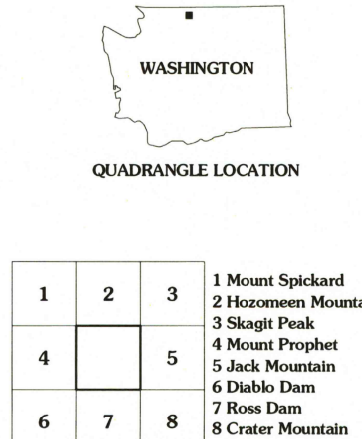 WASHINGTON
QUADRANGLE LOCATION
1 2 3
4 5
6 7 8
1 Mount Spickard
2 Hozomeen
3 Skagit Peak
4 Mount Prophet
5 Jack Mountain
6 Diablo Dam
7 Ross Dam
8 Crater Mountain